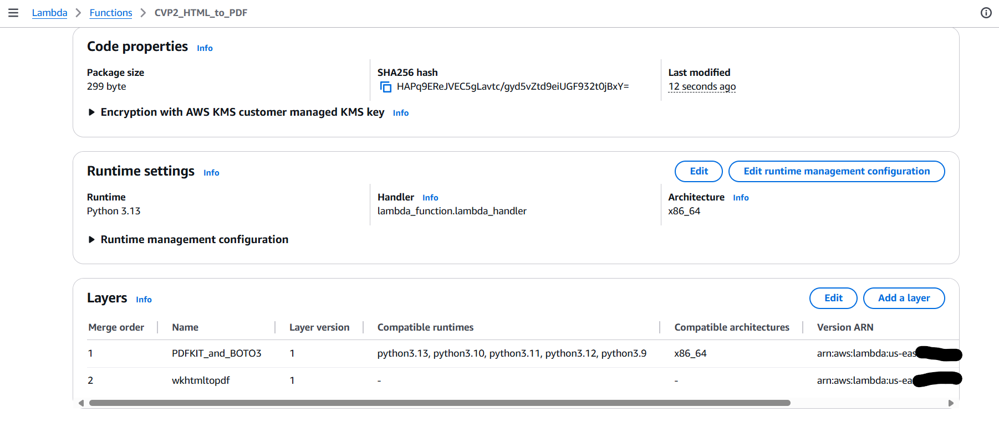 Lambda > Functions > CVP2_HTML_to_PDF
Code properties Info
Package size
299 byte
SHA256 hash
HAPq9EReJVEC5gLavtc/gyd5vZtd9eiUGF932t0jBxY=
Last modified
12 seconds ago
Encryption with AWS KMS customer managed KMS key Info
Runtime settings Info
Edit
Edit runtime management configuration
Runtime
Python 3.13
Handler Info
lambda_function.lambda_handler
Architecture Info
x86_64
Runtime management configuration
Layers Info
Edit
Add a layer
Merge order Name Layer version Compatible runtimes Compatible architectures Version ARN
1 PDFKIT_and_BOTO3 1 python3.13, python3.10, python3.11, python3.12, python3.9 x86_64 arn:aws:lambda:us-eas
2 wkhtmltopdf 1 - - arn:aws:lambda:us-ea